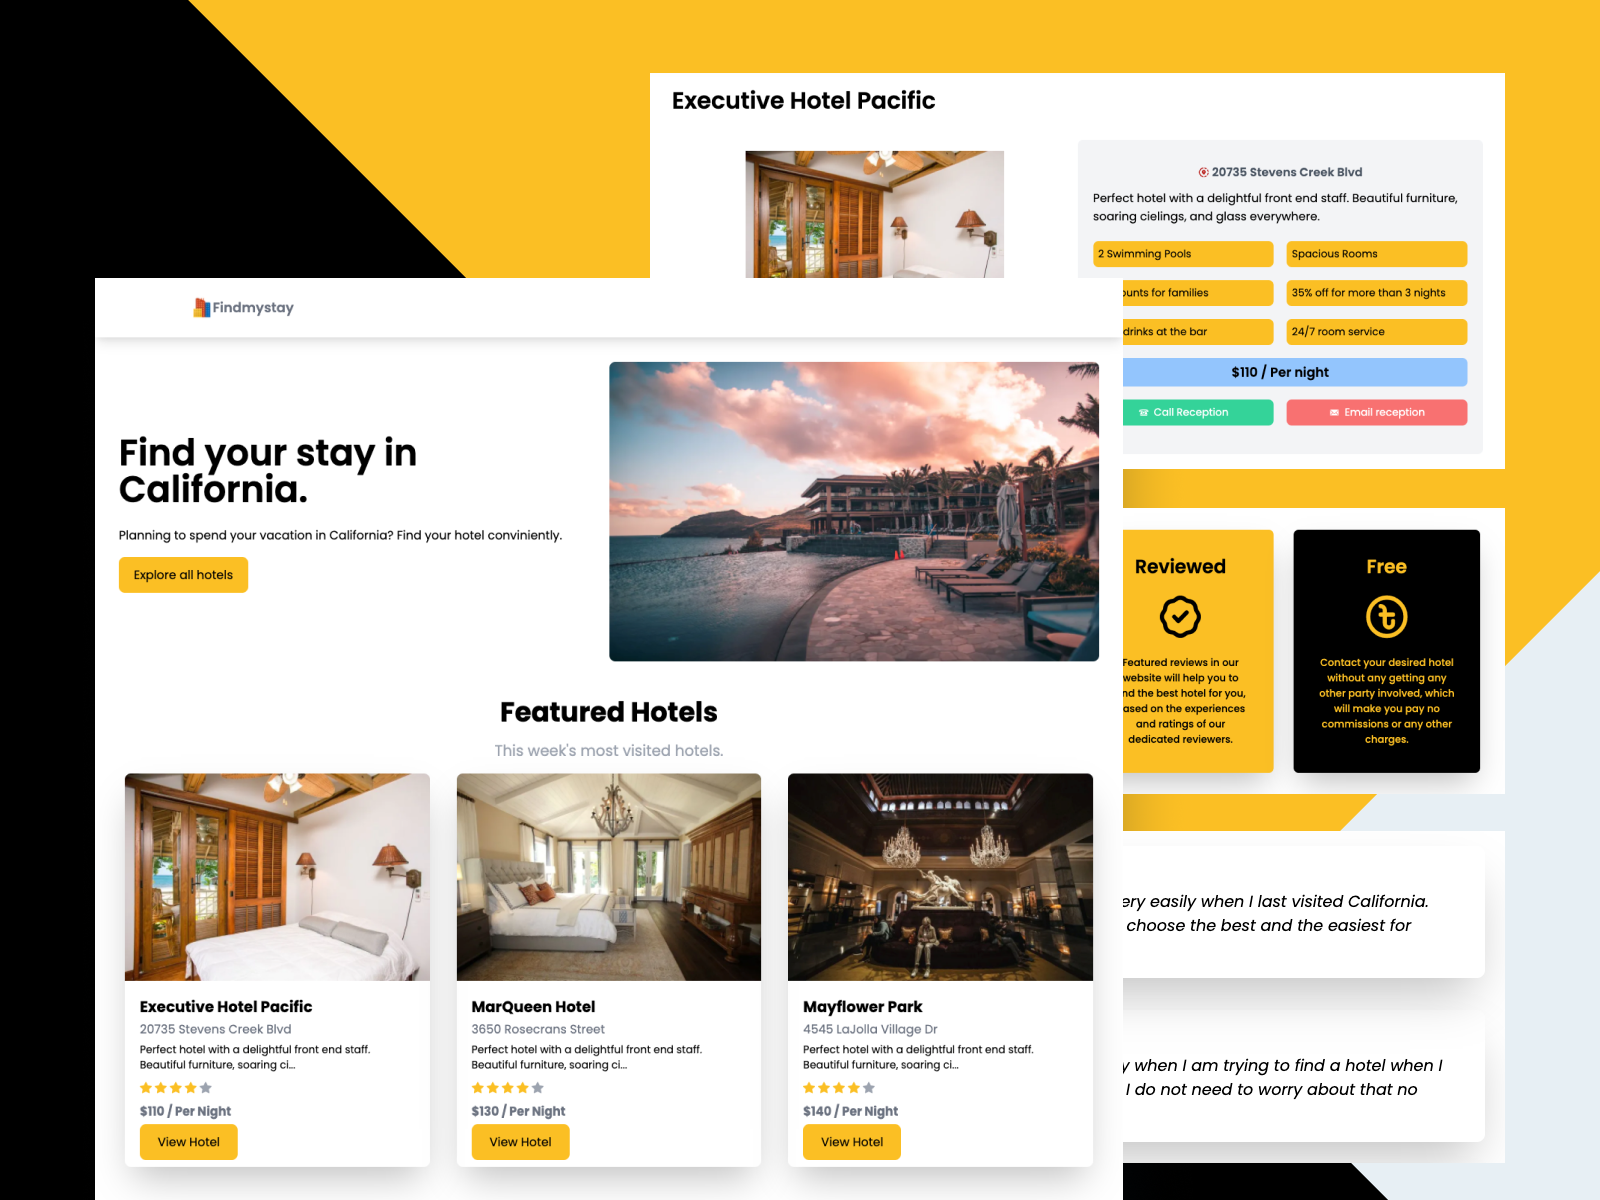 Executive Hotel Pacific
20735 Stevens Creek Blvd
Perfect hotel with a delightful front end staff. Beautiful furniture,
soaring cielings, and glass everywhere.
2 Swimming Pools
Spacious Rooms
for families
35% off for more than 3 nights
drinks at the bar
24/7 room service
$110 / Per night
Call Reception
Email reception
Findmystay
Find your stay in
California.
Planning to spend your vacation in California? Find your hotel conviniently.
Explore all hotels
Reviewed
Featured reviews in our
website will help you to
the best hotel for you,
on the experiences
and ratings of our
dedicated reviewers.
Free
Contact your desired hotel
without any getting any
other party involved, which
will make you pay no
commissions or any other
charges.
Featured Hotels
This week's most visited hotels.
Executive Hotel Pacific
20735 Stevens Creek Blvd
Perfect hotel with a delightful front end staff.
Beautiful furniture, soaring ci...
$110 / Per Night
View Hotel
MarQueen Hotel
3650 Rosecrans Street
Perfect hotel with a delightful front end staff.
Beautiful furniture, soaring ci...
$130 / Per Night
View Hotel
Mayflower Park
4545 LaJolla Village Dr
Perfect hotel with a delightful front end staff.
Beautiful furniture, soaring ci...
$140 / Per Night
View Hotel
easily when I last visited California.
choose the best and the easiest for
when I am trying to find a hotel when I
I do not need to worry about that no